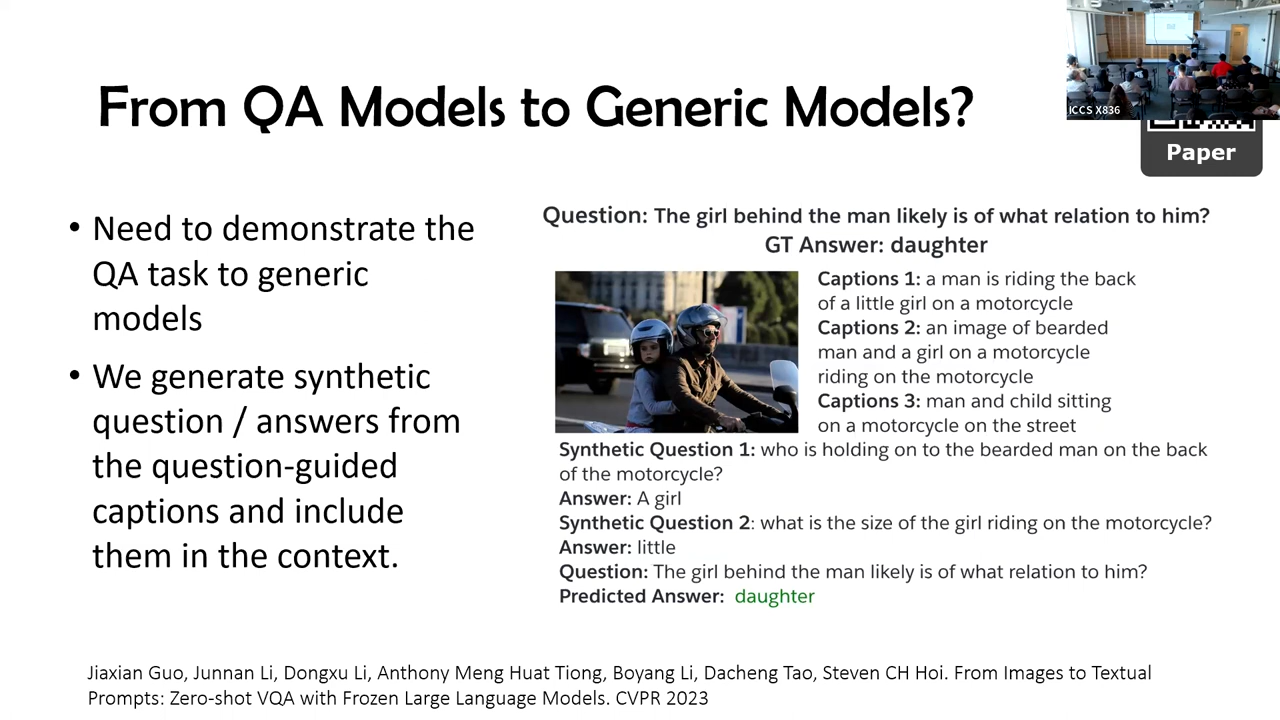 From QA Models to Generic Models?
ICCS X836
Paper
• Need to demonstrate the
QA task to generic
models
• We generate synthetic
question / answers from
the question-guided
captions and include
them in the context.
Question: The girl behind the man likely is of what relation to him?
GT Answer: daughter
Captions 1: a man is riding the back
of a little girl on a motorcycle
Captions 2: an image of bearded
man and a girl on a motorcycle
riding on the motorcycle
Captions 3: man and child sitting
on a motorcycle on the street
Synthetic Question 1: who is holding on to the bearded man on the back
of the motorcycle?
Answer: A girl
Synthetic Question 2: what is the size of the girl riding on the motorcycle?
Answer: little
Question: The girl behind the man likely is of what relation to him?
Predicted Answer: daughter
Jiaxian Guo, Junnan Li, Dongxu Li, Anthony Meng Huat Tiong, Boyang Li, Dacheng Tao, Steven CH Hoi. From Images to Textual
Prompts: Zero-shot VQA with Frozen Large Language Models. CVPR 2023